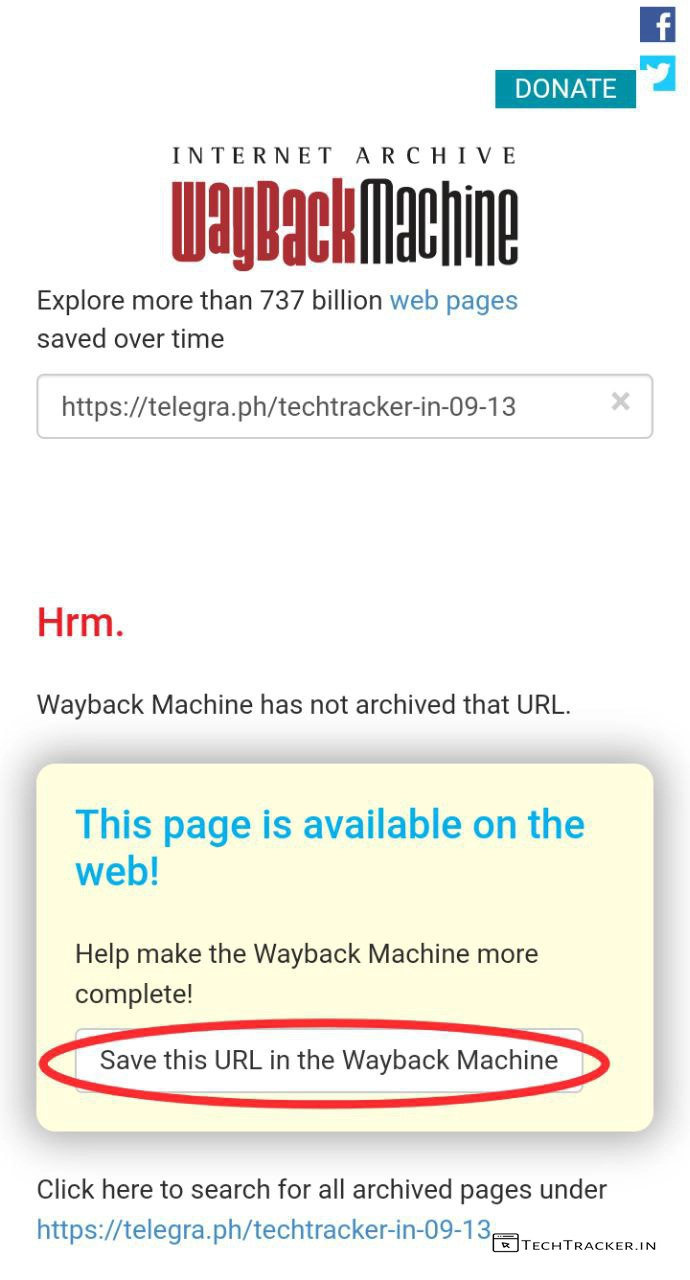 DONATE
INTERNET ARCHIVE
WayBackMachine
Explore more than 737 billion web pages
saved over time
https://telegra.ph/techtracker-in-09-13 ×
Hrm.
Wayback Machine has not archived that URL.
This page is available on the
web!
Help make the Wayback Machine more
complete!
Save this URL in the Wayback Machine
Click here to search for all archived pages under
https://telegra.ph/techtracker-in-09-13
TECHTRACKER.IN